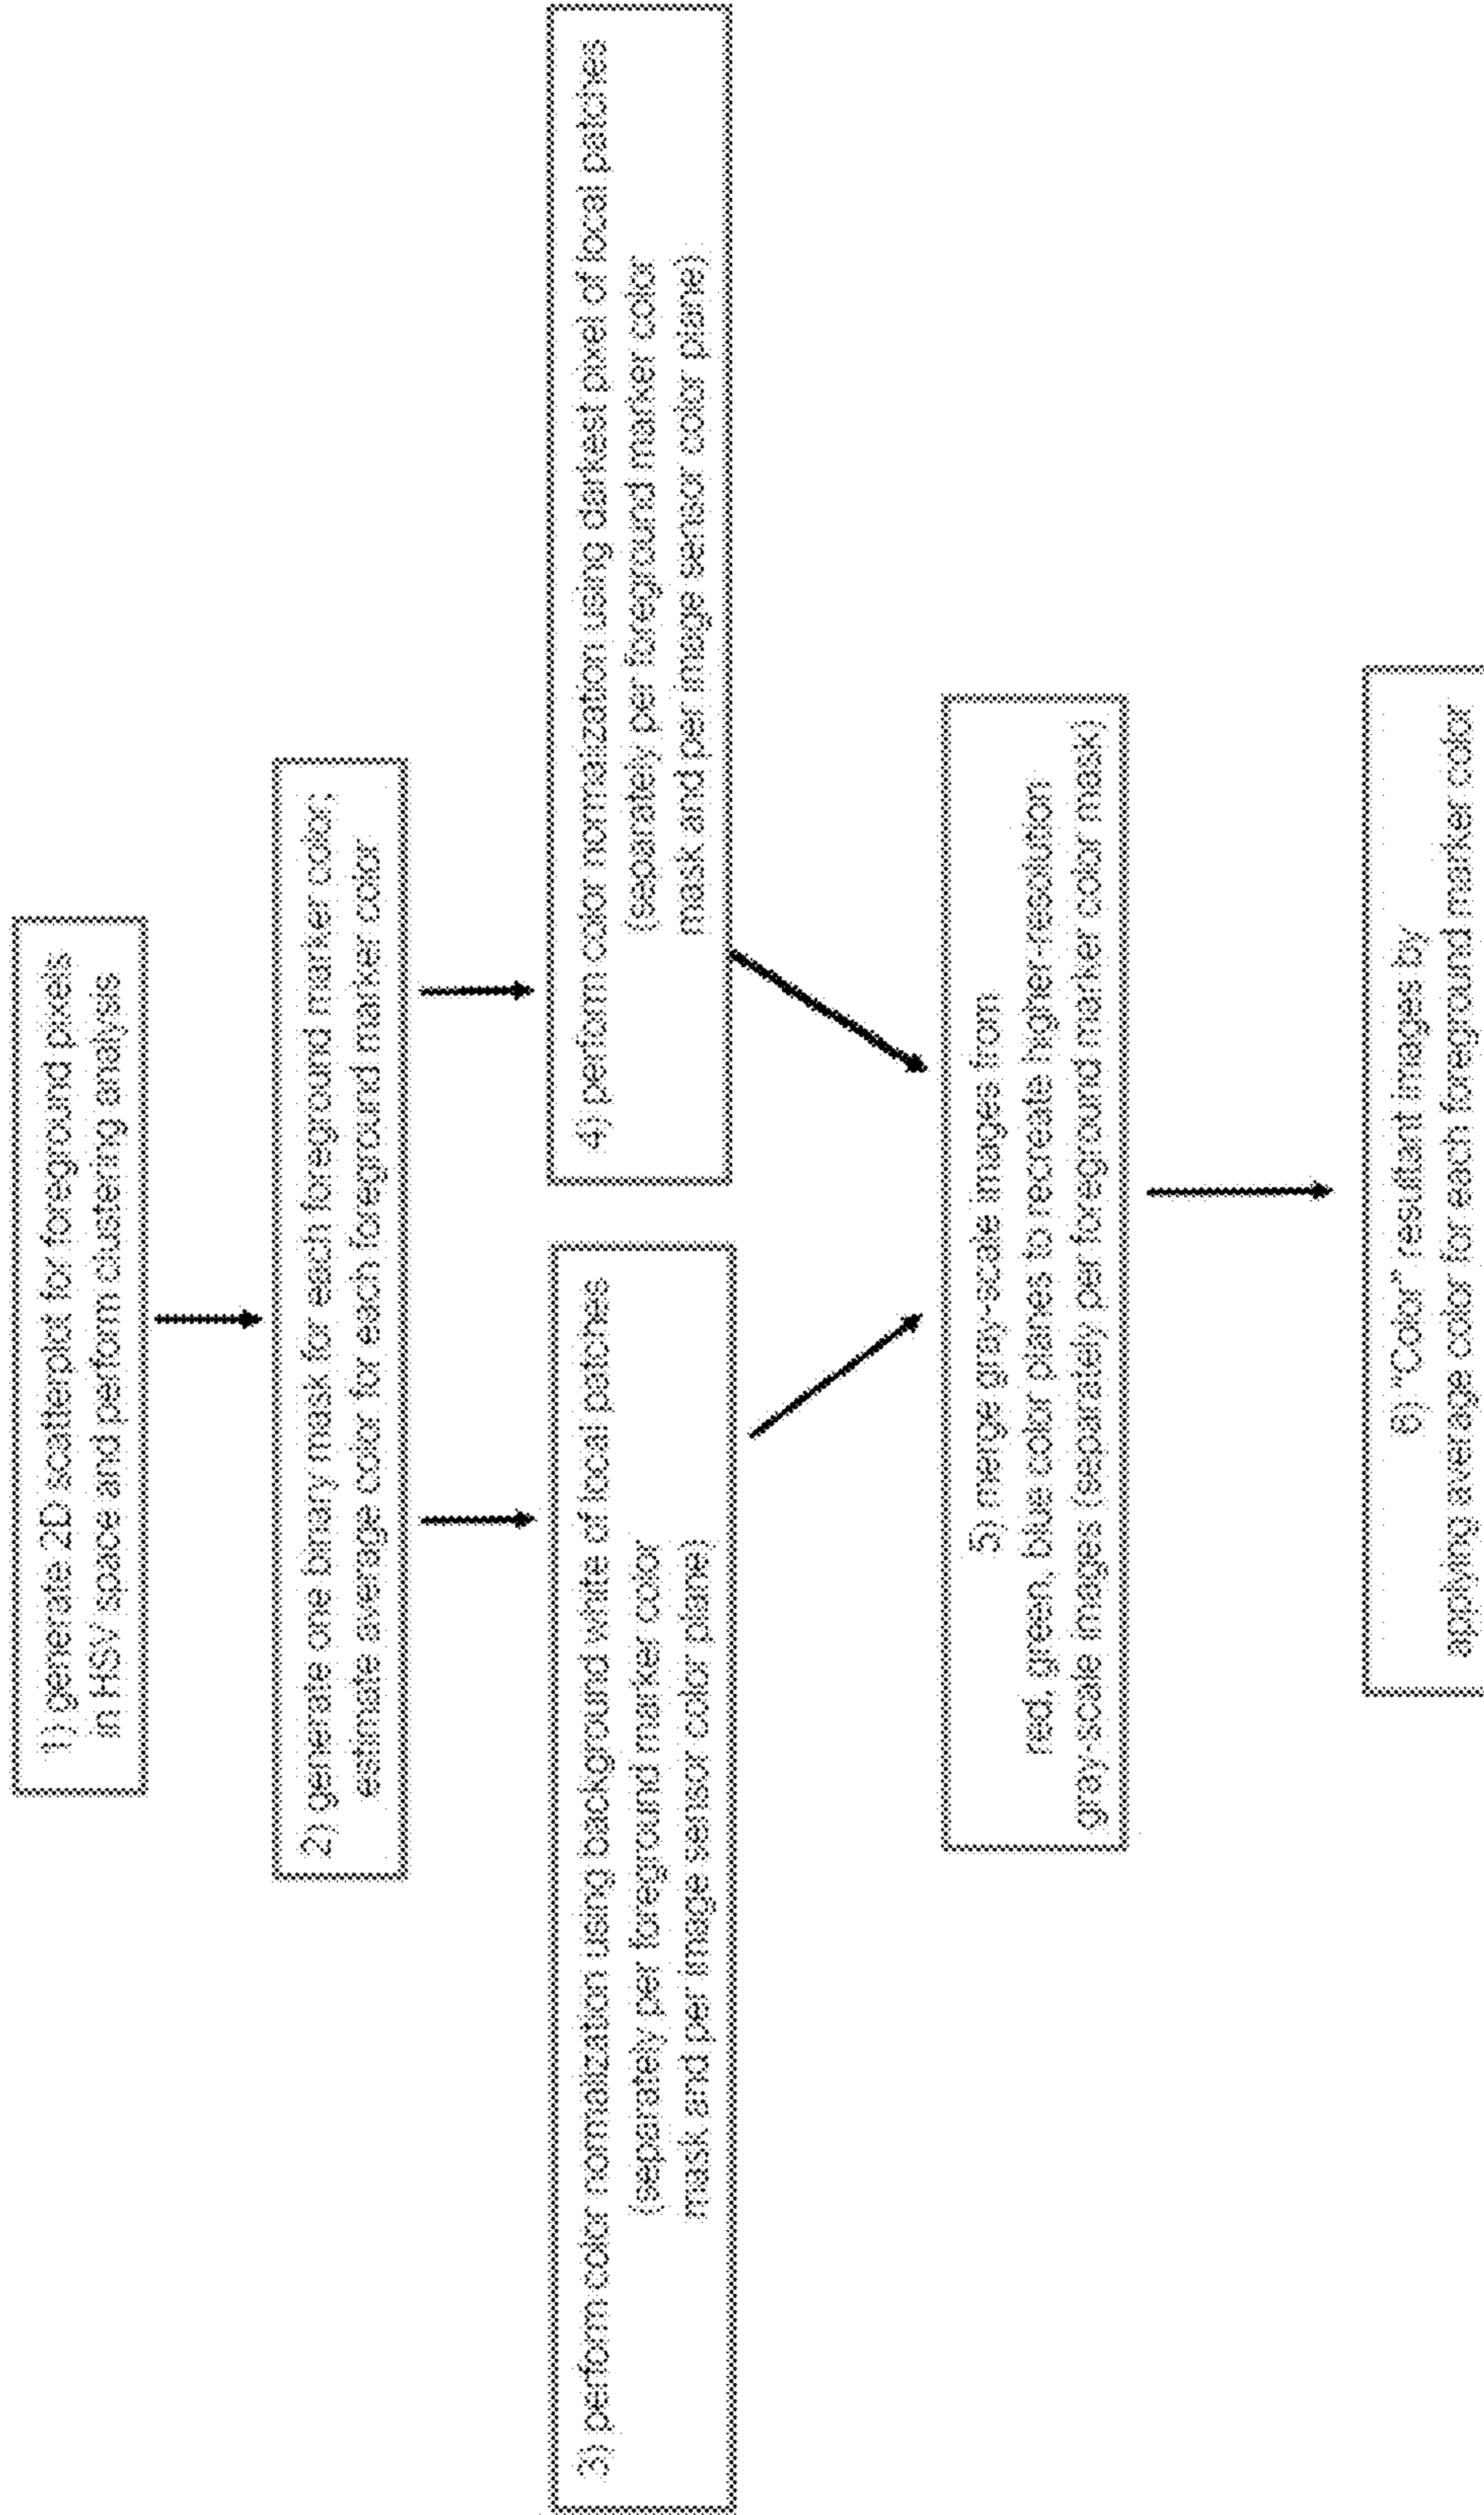 1) generate 2D scatterplot for foreground pixels
in HSV space and perform clustering analysis
2) generate one binary mask for each foreground marker color;
estimate average color for each foreground marker color
3) perform color normalization using background white of local patches
(separately per foreground marker color
mask and per image sensor color plane)
4) perform color normalization using darkest pixel of local patches
(separately per foreground marker color
mask and per image sensor color plane)
5) merge gray-scale images from
red, green, blue color planes to recreate higher-resolution
gray-scale images (separately per foreground marker color mask)
6) "Color" resultant images by
applying average color for each foreground marker color